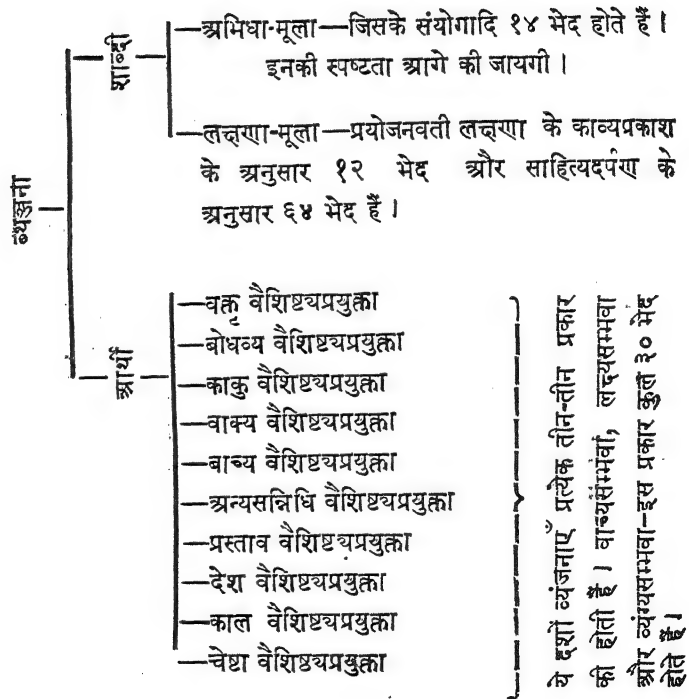 व्यञ्जना
शाब्दी
—अभिधा-मूला—जिसके संयोगादि १४ भेद होते हैं।
इनकी स्पष्टता आगे की जायगी।
—लक्षणा-मूला—प्रयोजनवती लक्षणा के काव्यप्रकाश
के अनुसार १२ भेद और साहित्यदर्पण के
अनुसार ६४ भेद हैं।
आर्थी
—वक्तृ वैशिष्ट्यप्रयुक्ता
—बोधव्य वैशिष्ट्यप्रयुक्ता
—काकु वैशिष्ट्यप्रयुक्ता
—वाक्य वैशिष्ट्यप्रयुक्ता
—बाच्य वैशिष्ट्यप्रयुक्ता
—अन्यसन्निधि वैशिष्ट्यप्रयुक्ता
—प्रस्ताव वैशिष्ट्यप्रयुक्ता
—देश वैशिष्ट्यप्रयुक्ता
—काल वैशिष्ट्यप्रयुक्ता
—चेष्टा वैशिष्ठ्यप्रयुक्ता
ये दशों व्यंजनाएँ प्रत्येक तीन-तीन प्रकार
की होती हैं। वाच्यसम्भवा, लक्ष्यसम्भवा
और व्यंग्यसम्भवा-इस प्रकार कुल ३० भेद
होते हैं।